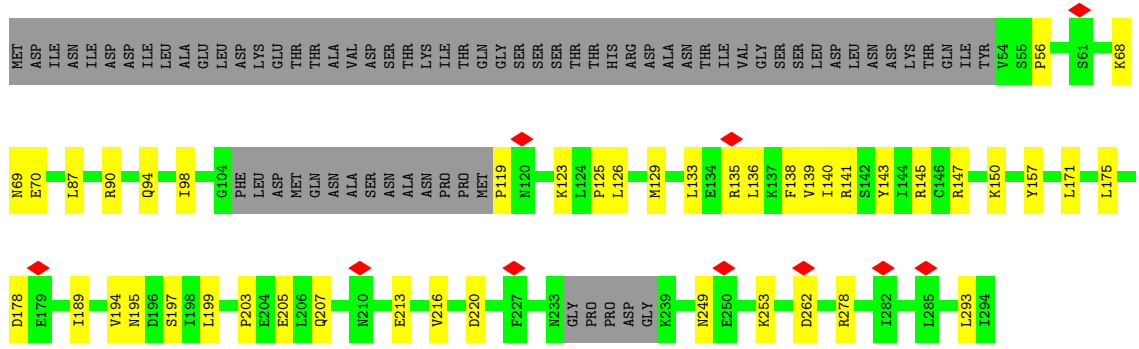 MET ASP ILE ASN ILE ASP ASP ILE LEU ALA GLU LEU ASP LYS GLU THR THR ALA VAL ASP SER THR LYS ILE THR GLN GLY SER SER SER THR THR HIS ARG ASP ALA ASN THR ILE VAL GLY SER SER LEU ASP LEU ASN ASP LYS THR GLN ILE TYR V54 S55 P56 S61 K68
N69 E70 L87 R90 Q94 I98 G104 PHE LEU ASP MET GLN ASN ALA SER ASN ALA ASN PRO PRO MET P119 N120 K123 L124 P125 L126 M129 L133 E134 R135 L136 K137 F138 V139 I140 R141 S142 Y143 I144 R145 C146 R147 K150 Y157 L171 L175
D178 E179 I189 V194 N195 D196 S197 I198 L199 P203 E204 E205 L206 Q207 N210 E213 V216 D220 F227 N233 GLY PRO PRO ASP GLY K239 N249 E250 K253 D262 R278 I282 L285 L293 I294